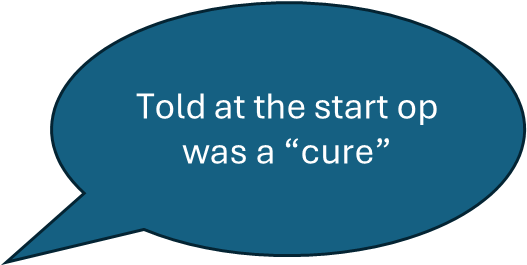 Told at the start op
was a “cure”